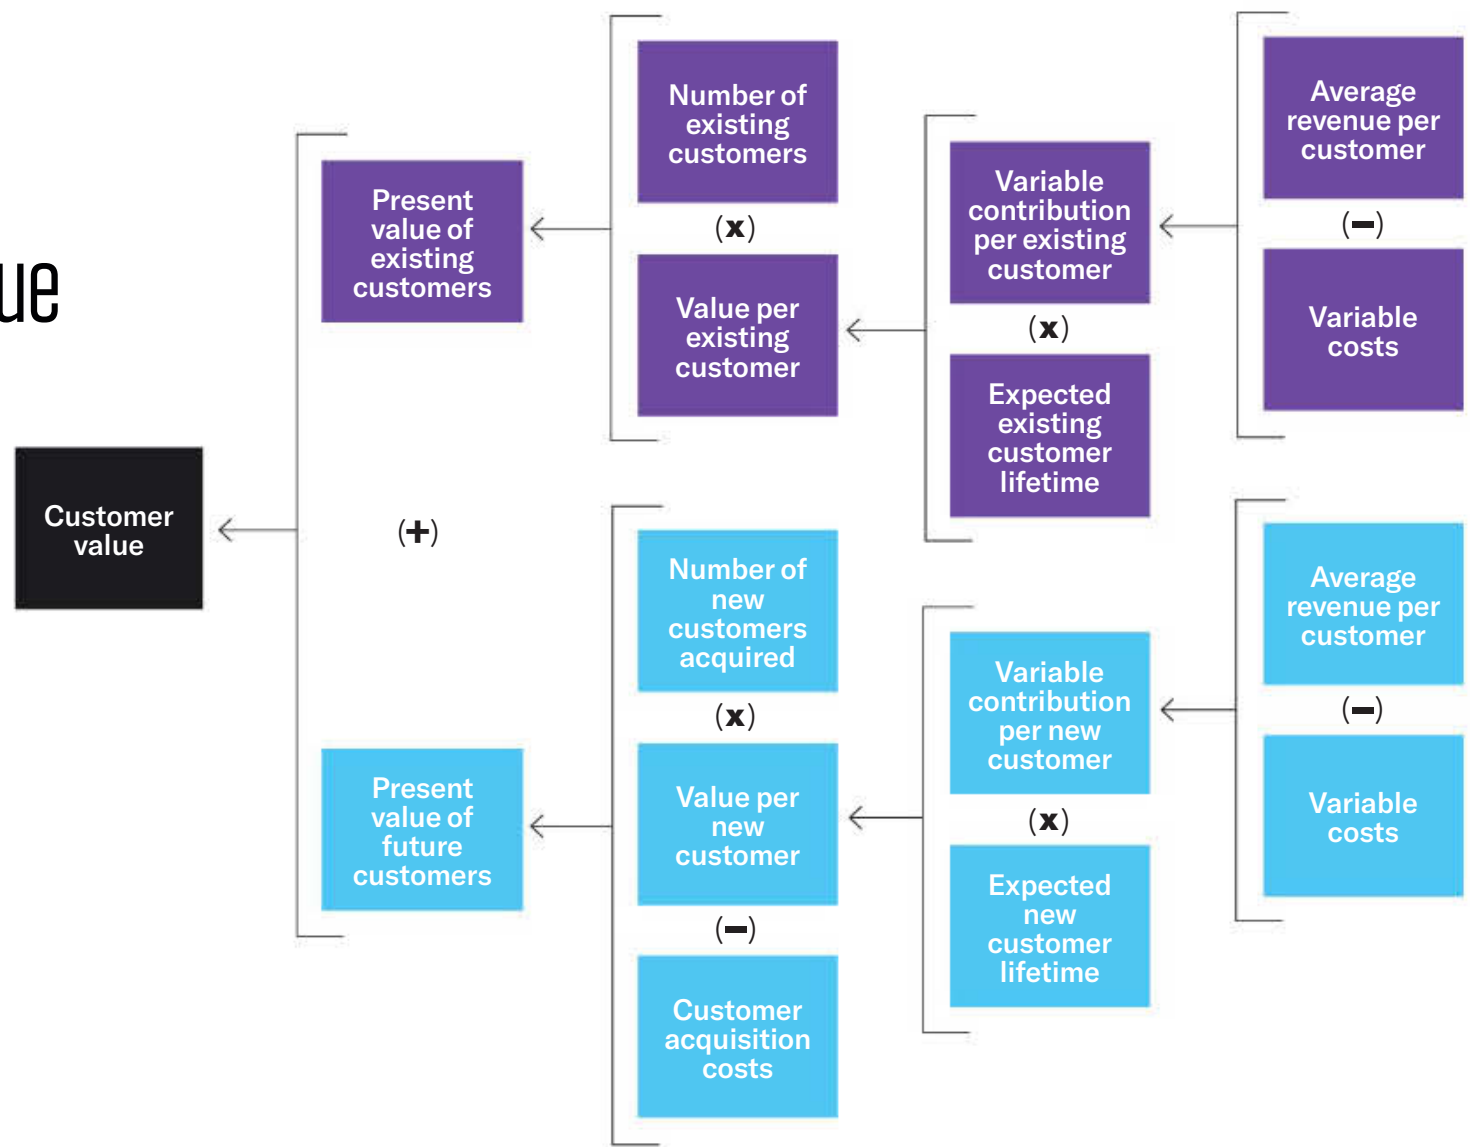 ue
Customer
value
Present
value of
existing
customers
(+)
Present
value of
future
customers
Number of
existing
customers
(x)
Value per
existing
customer
Number of
new
customers
acquired
(x)
Value per
new
customer
(–)
Customer
acquisition
costs
Variable
contribution
per existing
customer
(x)
Expected
existing
customer
lifetime
Variable
contribution
per new
customer
(x)
Expected
new
customer
lifetime
Average
revenue per
customer
(–)
Variable
costs
Average
revenue per
customer
(–)
Variable
costs